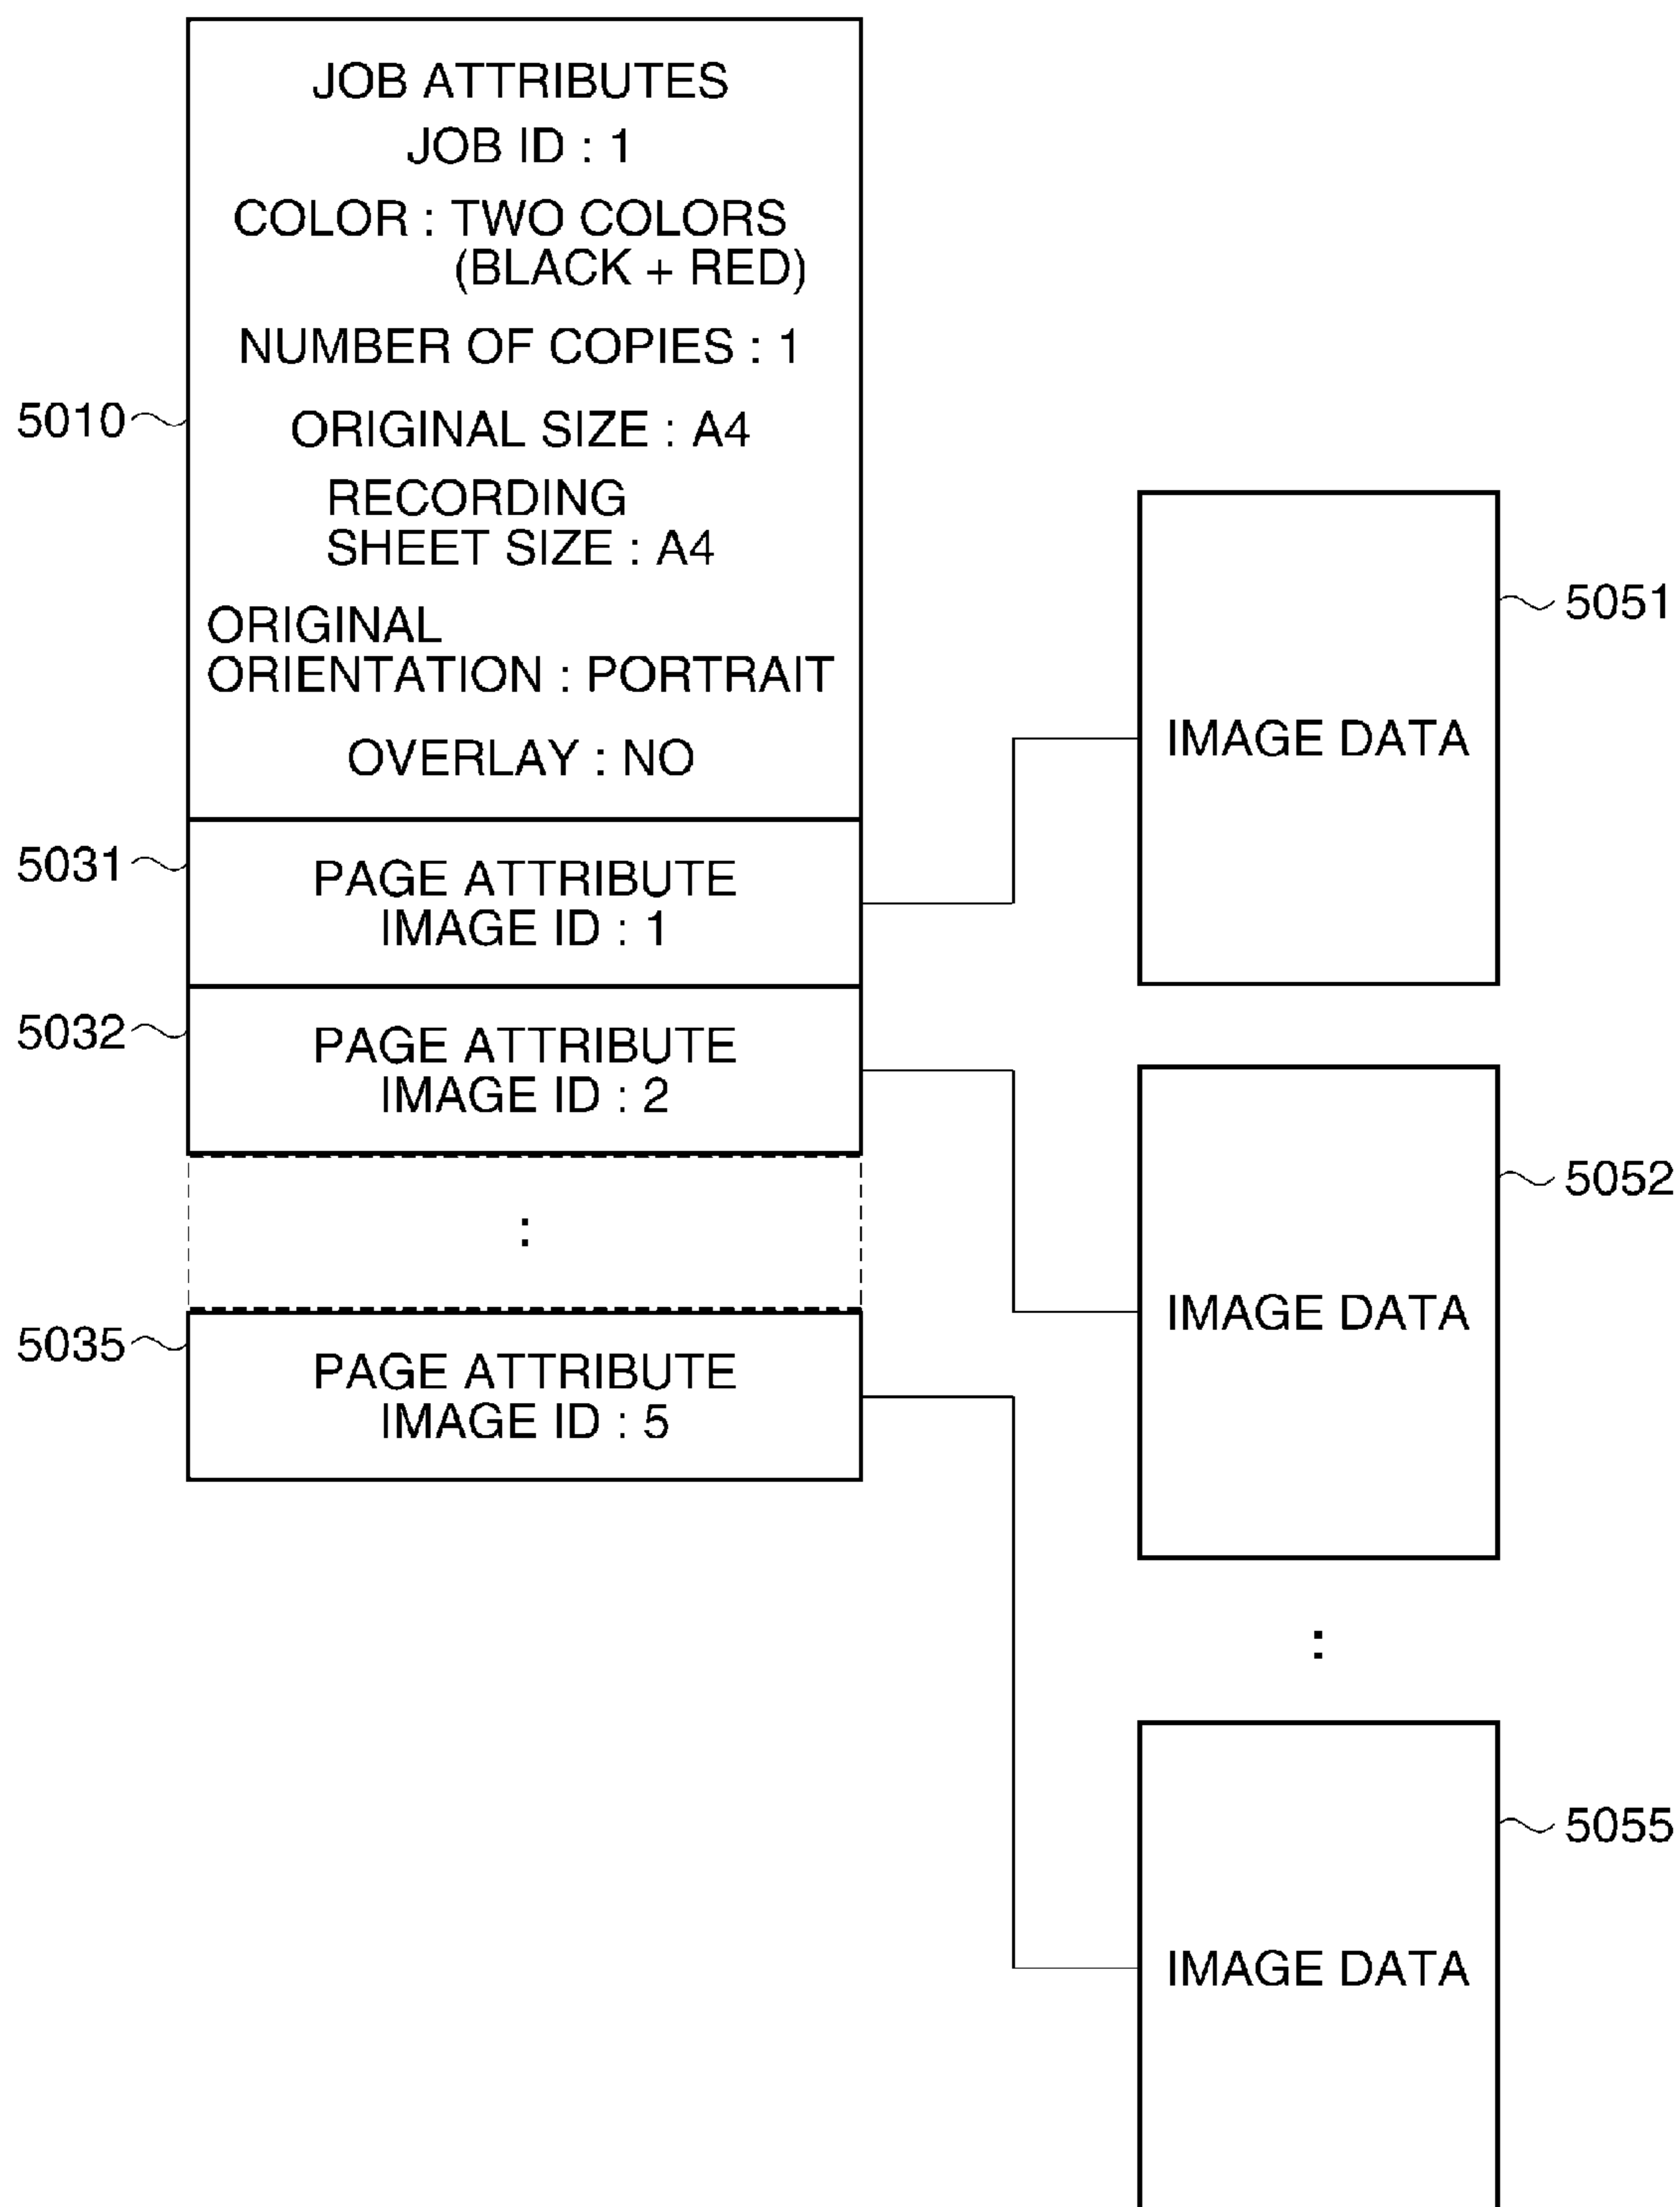 JOB ATTRIBUTES
JOB ID : 1
COLOR : TWO COLORS
(BLACK + RED)
NUMBER OF COPIES : 1
5010
ORIGINAL SIZE : A4
RECORDING
SHEET SIZE : A4
ORIGINAL
ORIENTATION : PORTRAIT
OVERLAY : NO
5031
PAGE ATTRIBUTE
IMAGE ID : 1
5032
PAGE ATTRIBUTE
IMAGE ID : 2
:
5035
PAGE ATTRIBUTE
IMAGE ID : 5
5051
IMAGE DATA
5052
IMAGE DATA
:
5055
IMAGE DATA